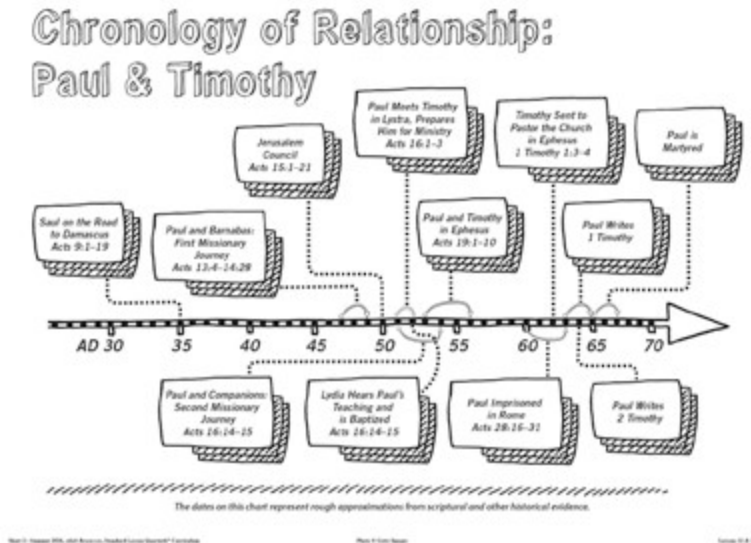 Chronology of Relationship:
Paul & Timothy
Saul on the Road
to Damascus
Acts 9:1–19
Paul and Barnabas:
First Missionary
Journey
Acts 13:4–14:28
Jerusalem
Council
Acts 15:1–21
Paul Meets Timothy
in Lystra, Prepares
Him for Ministry
Acts 16:1–3
Paul and Timothy
in Ephesus
Acts 19:1–10
Timothy Sent to
Pastor the Church
in Ephesus
1 Timothy 1:3–4
Paul Writes
1 Timothy
Paul is
Martyred
AD 30 35 40 45 50 55 60 65 70
Paul and Companions:
Second Missionary
Journey
Acts 16:14–15
Lydia Hears Paul's
Teaching and
is Baptized
Acts 16:14–15
Paul Imprisoned
in Rome
Acts 28:16–31
Paul Writes
2 Timothy
The dates on this chart represent rough approximations from scriptural and other historical evidence.